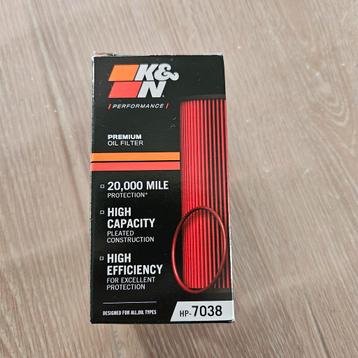 K&N
PERFORMANCE
PREMIUM
OIL FILTER
20,000 MILE
PROTECTION*
HIGH
CAPACITY
PLEATED
CONSTRUCTION
HIGH
EFFICIENCY
FOR EXCELLENT
PROTECTION
DESIGNED FOR ALL OIL TYPES
HP-7038